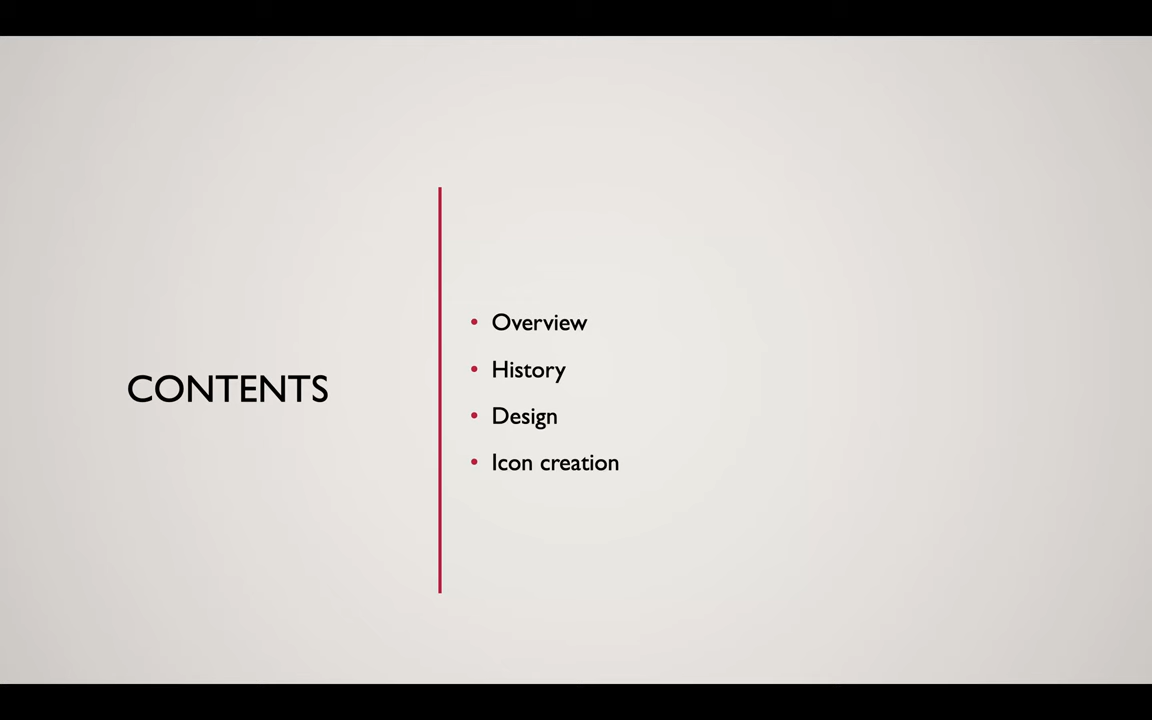 CONTENTS
• Overview
• History
• Design
• Icon creation